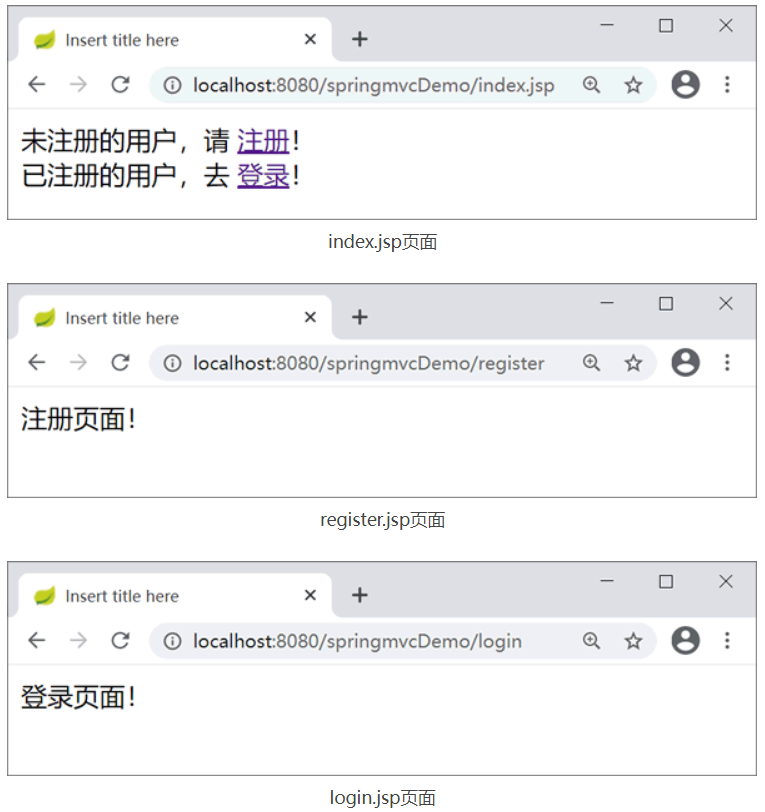 Insert title here
localhost:8080/springmvcDemo/index.jsp
未注册的用户，请 注册！
已注册的用户，去 登录！
index.jsp页面
Insert title here
localhost:8080/springmvcDemo/register
注册页面！
register.jsp页面
Insert title here
localhost:8080/springmvcDemo/login
登录页面！
login.jsp页面